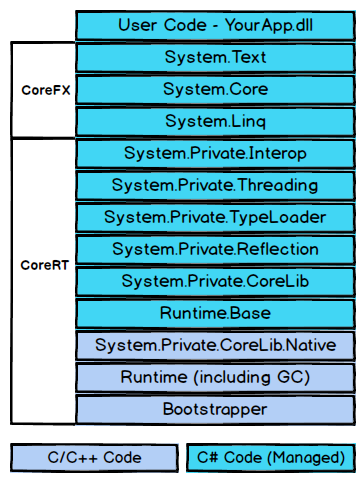 User Code - YourApp.dll
CoreFX
System.Text
System.Core
System.Linq
CoreRT
System.Private.Interop
System.Private.Threading
System.Private.TypeLoader
System.Private.Reflection
System.Private.CoreLib
Runtime.Base
System.Private.CoreLib.Native
Runtime (including GC)
Bootstrapper
C/C++ Code
C# Code (Managed)